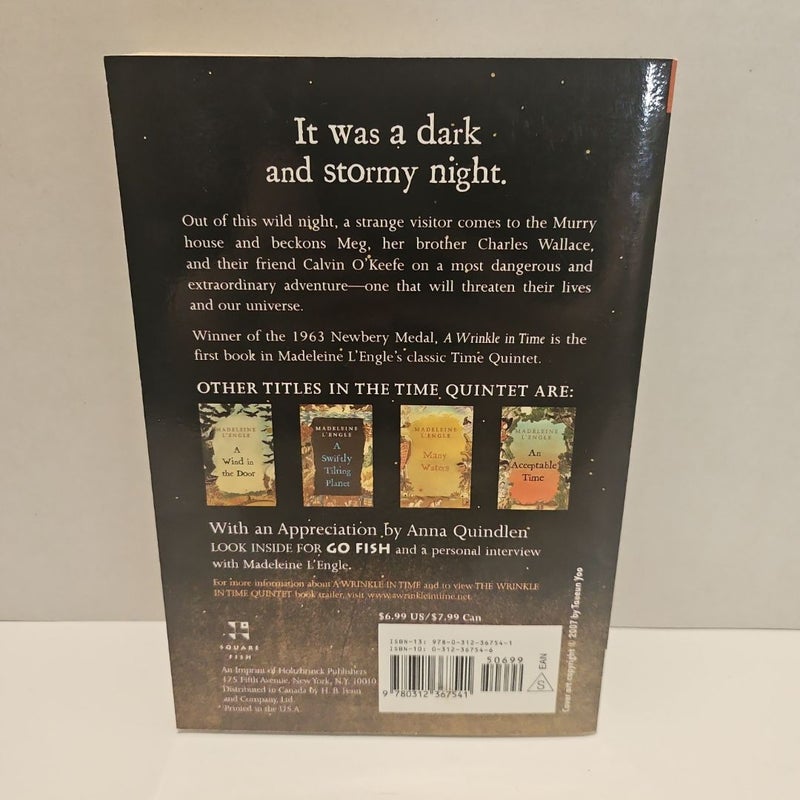 It was a dark
and stormy night.
Out of this wild night, a strange visitor comes to the Murry
house and beckons Meg, her brother Charles Wallace,
and their friend Calvin O'Keefe on a most dangerous and
extraordinary adventure—one that will threaten their lives
and our universe.
Winner of the 1963 Newbery Medal, A Wrinkle in Time is the
first book in Madeleine L'Engle's classic Time Quintet.
OTHER TITLES IN THE TIME QUINTET ARE:
MADELEINE
L'ENGLE
A
Wind in
the Door
MADELEINE
L'ENGLE
A
Swiftly
Tilting
Planet
MADELEINE
L'ENGLE
Many
Waters
MADELEINE
L'ENGLE
An
Acceptable
Time
With an Appreciation by Anna Quindlen
LOOK INSIDE FOR GO FISH and a personal interview
with Madeleine L'Engle.
For more information about A WRINKLE IN TIME and to view THE WRINKLE
IN TIME QUINTET book trailer, visit www.awrinkleintime.net
$6.99 US/$7.99 Can
SQUARE
FISH
An Imprint of Holtzbrinck Publishers
175 Fifth Avenue, New York, N.Y. 10010
Distributed in Canada by H. B. Fenn
and Company, Ltd.
Printed in the U.S.A.
ISBN-13: 978-0-312-36754-1
ISBN-10: 0-312-36754-6
50699
9 780312 367541
S
EAN
Cover art copyright © 2007 by Taeeun Yoo